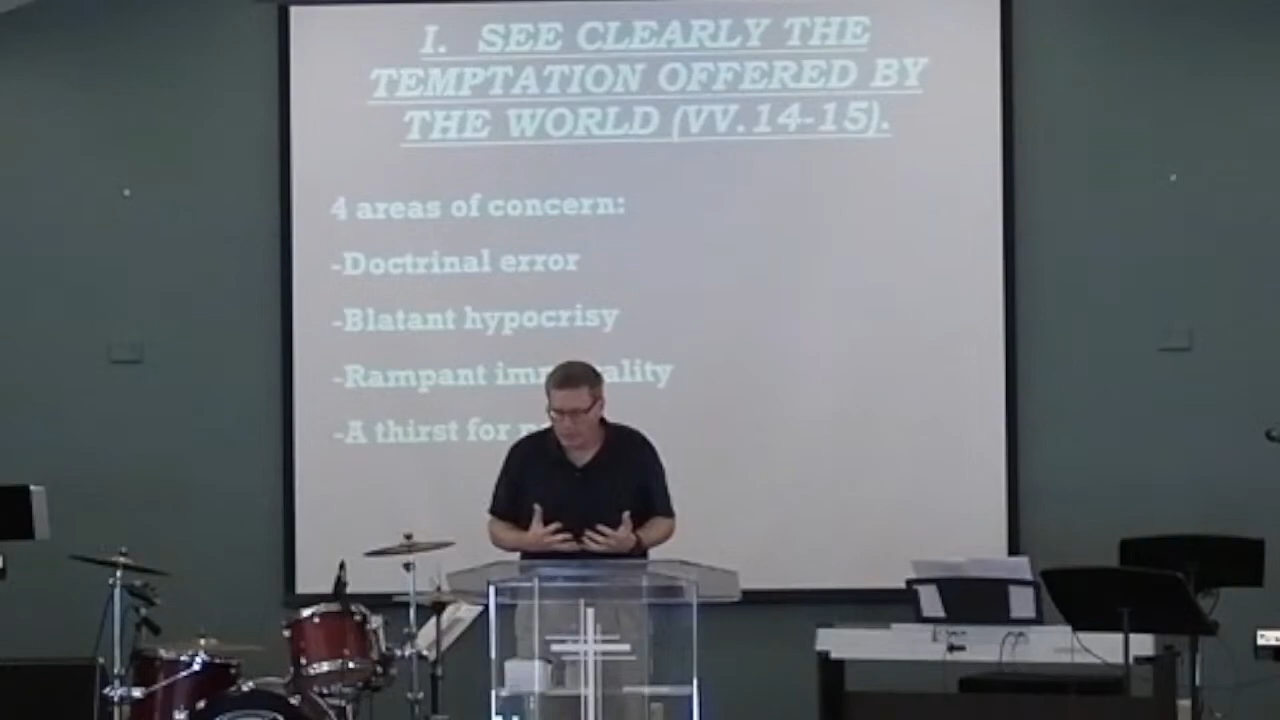 I. SEE CLEARLY THE
TEMPTATION OFFERED BY
THE WORLD (VV.14-15).
4 areas of concern:
-Doctrinal error
-Blatant hypocrisy
-Rampant immorality
-A thirst for